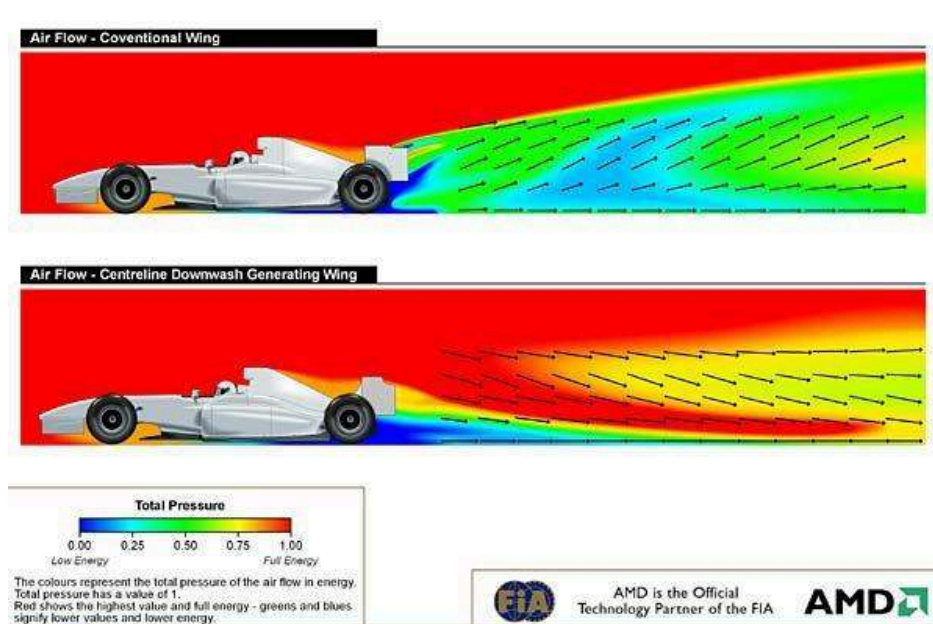 Air Flow - Coventional Wing
Air Flow - Centreline Downwash Generating Wing
Total Pressure
0.00 0.25 0.50 0.75 1.00
Low Energy Full Energy
The colours represent the total pressure of the air flow in energy.
Total pressure has a value of 1.
Red shows the highest value and full energy - greens and blues
signify lower values and lower energy.
FiA
AMD is the Official
Technology Partner of the FIA
AMD